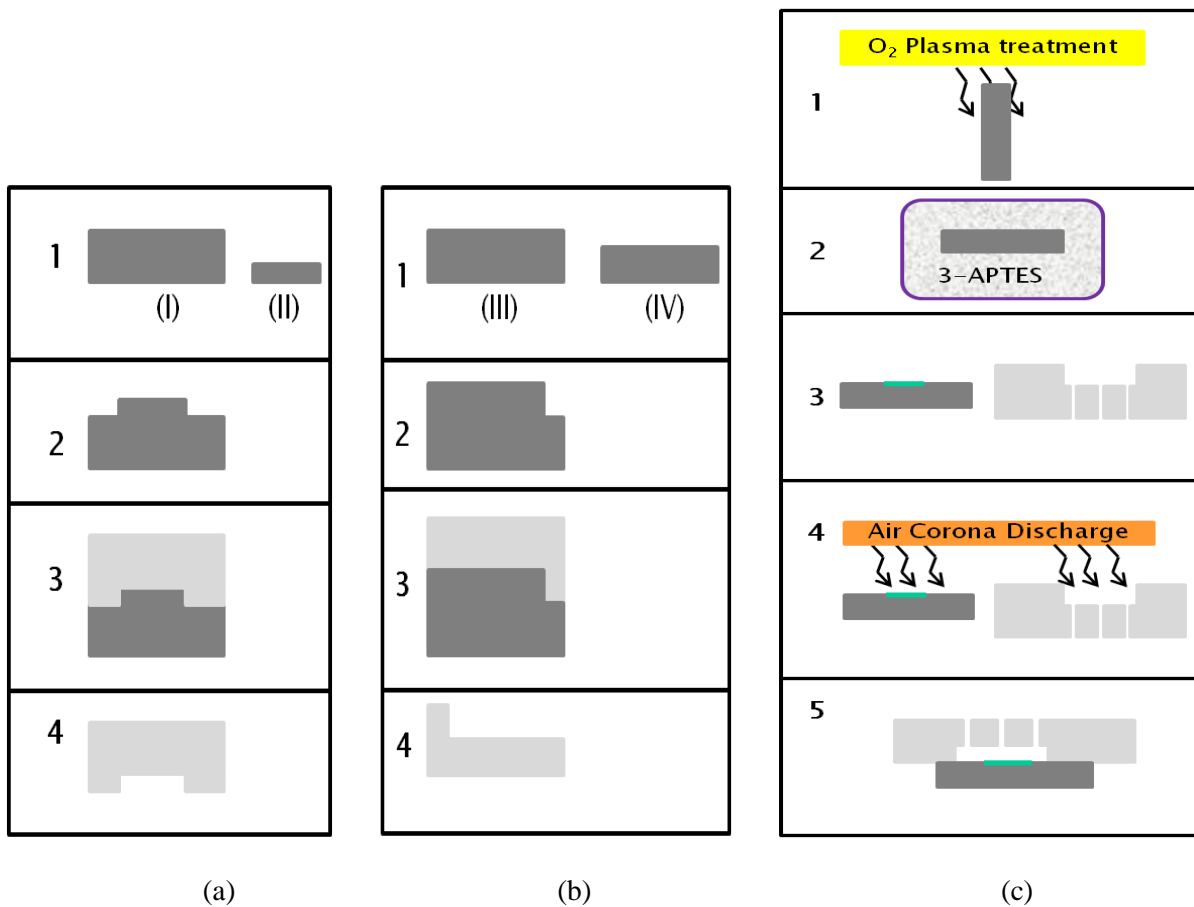 1
(I) (II)
2
3
4
(a)
1
(III) (IV)
2
3
4
(b)
O₂ Plasma treatment
1
2
3-APTES
3
4 Air Corona Discharge
5
(c)